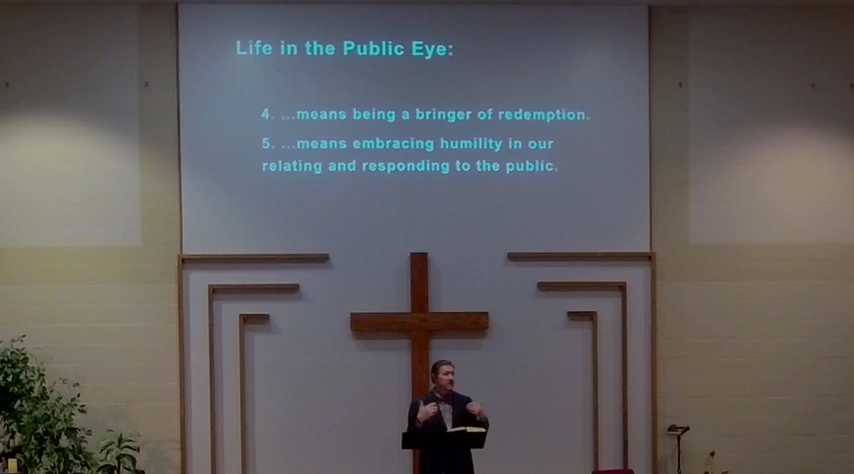 Life in the Public Eye:
4. ...means being a bringer of redemption.
5. ...means embracing humility in our
relating and responding to the public.